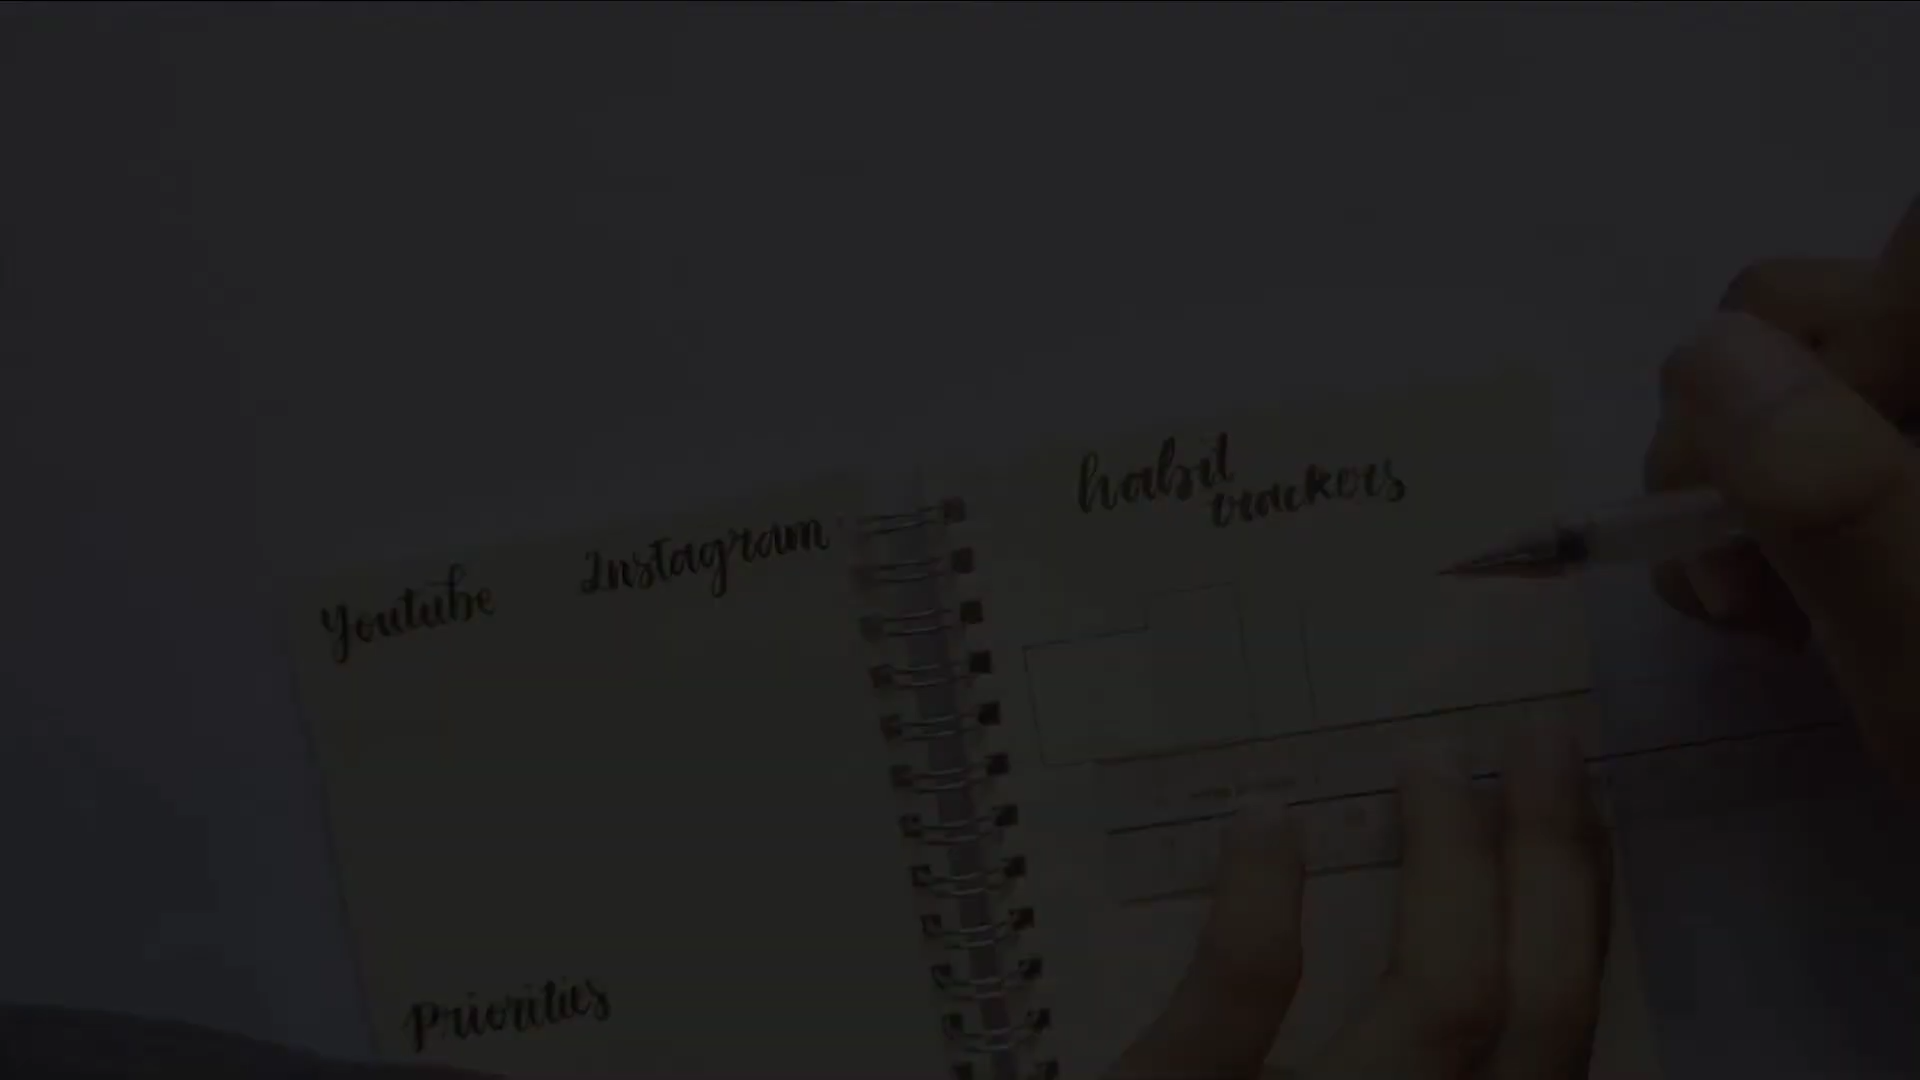 Youtube
Instagram
Priorities
habit
trackers